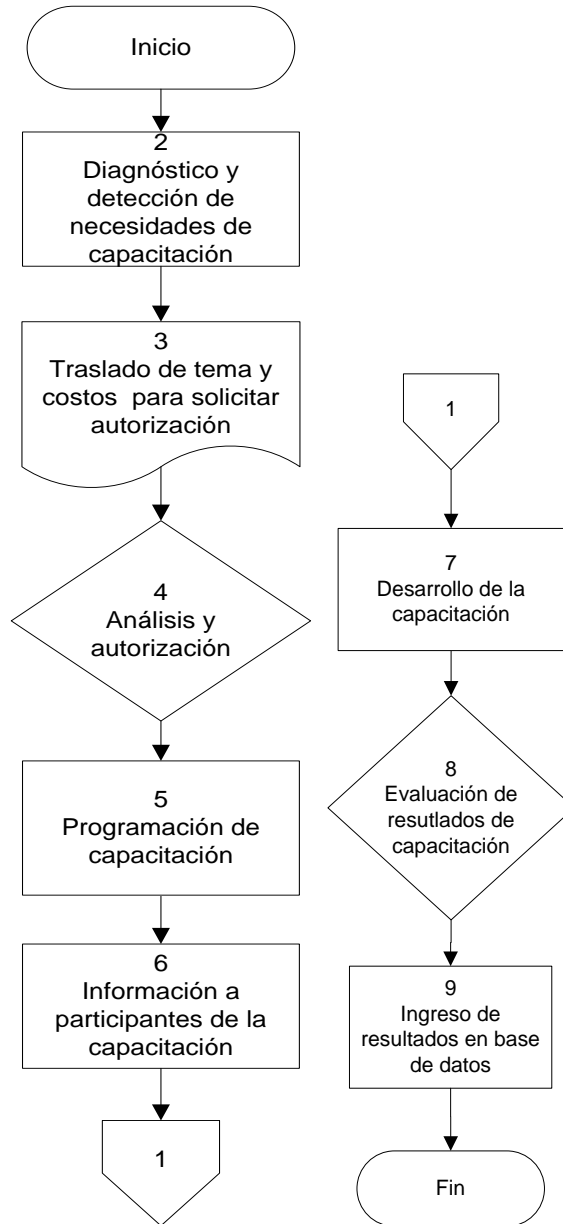 Inicio
2
Diagnóstico y
detección de
necesidades de
capacitación
3
Traslado de tema y
costos para solicitar
autorización
4
Análisis y
autorización
5
Programación de
capacitación
6
Información a
participantes de la
capacitación
1
1
7
Desarrollo de la
capacitación
8
Evaluación de
resutlados de
capacitación
9
Ingreso de
resultados en base
de datos
Fin